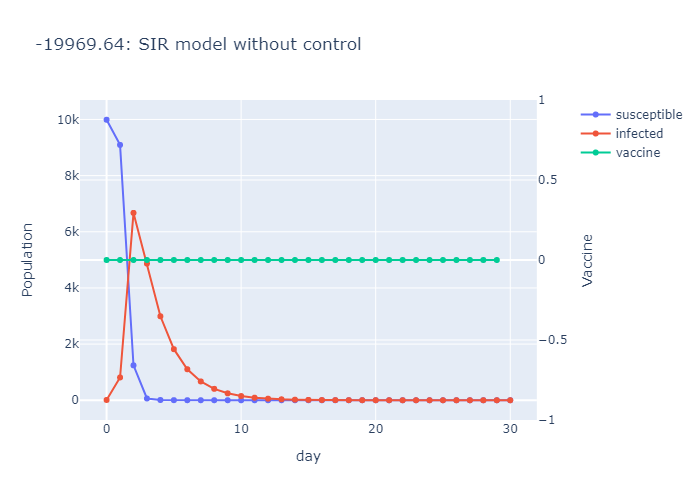 -19969.64: SIR model without control
susceptible
infected
vaccine
Population
10k
8k
6k
4k
2k
0
1
0.5
0
−0.5
−1
Vaccine
0
10
20
30
day